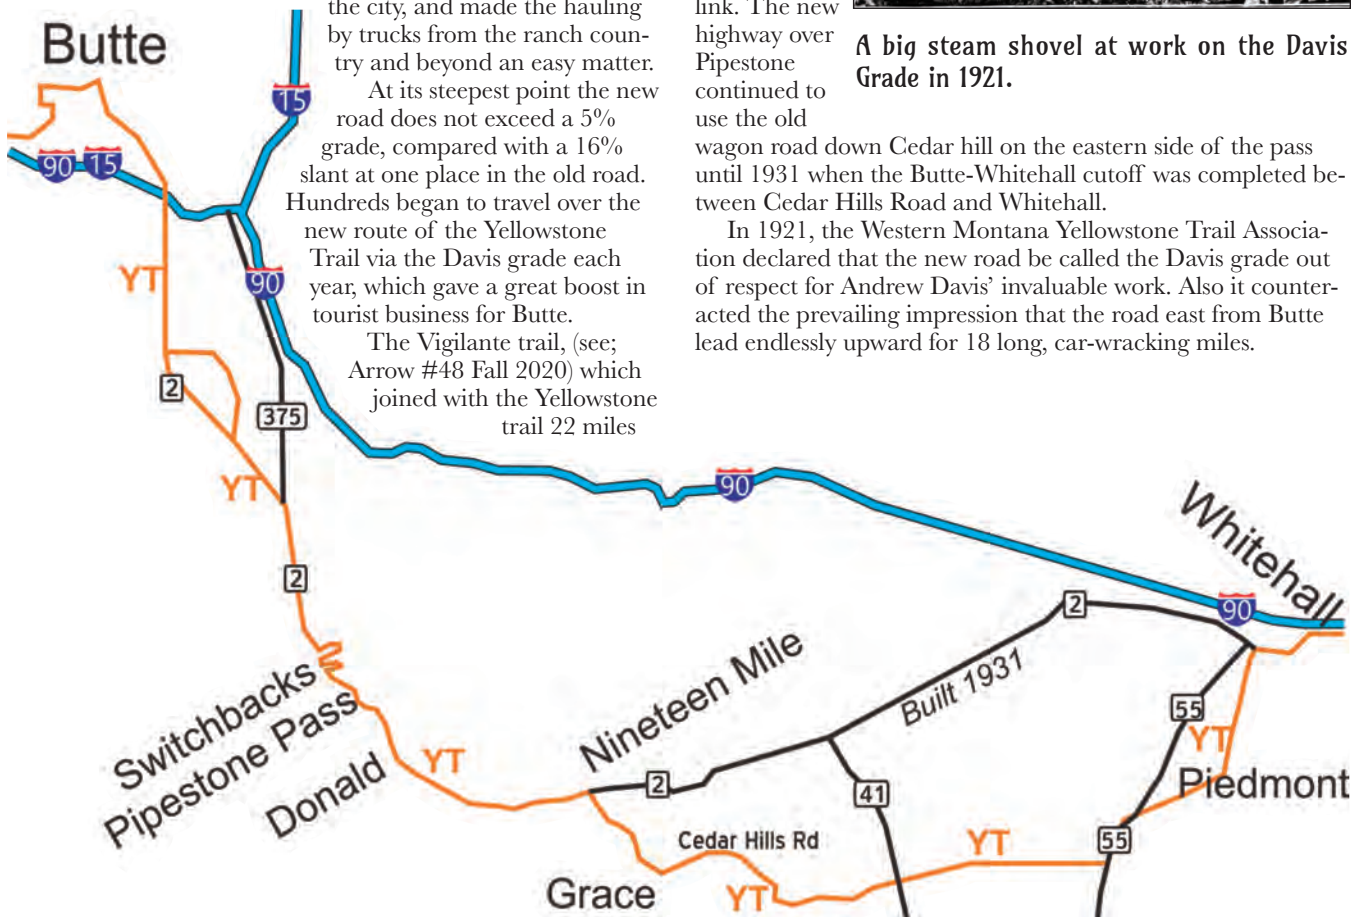 the city, and made the hauling
by trucks from the ranch coun-
try and beyond an easy matter.
At its steepest point the new
road does not exceed a 5%
grade, compared with a 16%
slant at one place in the old road.
Hundreds began to travel over the
new route of the Yellowstone
Trail via the Davis grade each
year, which gave a great boost in
tourist business for Butte.
The Vigilante trail, (see;
Arrow #48 Fall 2020) which
joined with the Yellowstone
trail 22 miles
link. The new
highway over
Pipestone
continued to
use the old
wagon road down Cedar hill on the eastern side of the pass
until 1931 when the Butte-Whitehall cutoff was completed be-
tween Cedar Hills Road and Whitehall.
In 1921, the Western Montana Yellowstone Trail Associa-
tion declared that the new road be called the Davis grade out
of respect for Andrew Davis’ invaluable work. Also it counter-
acted the prevailing impression that the road east from Butte
lead endlessly upward for 18 long, car-wracking miles.
A big steam shovel at work on the Davis
Grade in 1921.
Butte
15
90
15
YT
90
2
375
YT
2
90
Whitehall
90
2
Built 1931
Nineteen Mile
Switchbacks
Pipestone Pass
Donald
YT
2
41
55
YT
Piedmont
Cedar Hills Rd
YT
55
Grace
YT